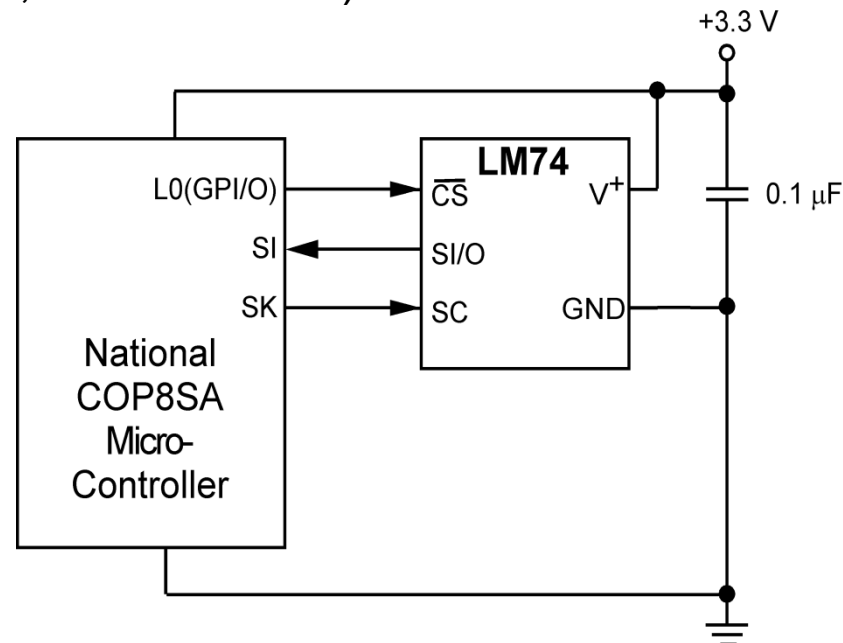 +3.3 V
LM74
L0(GPI/O)
CS
V+
0.1 μF
SI
SI/O
SK
SC
GND
National
COP8SA
Micro-
Controller